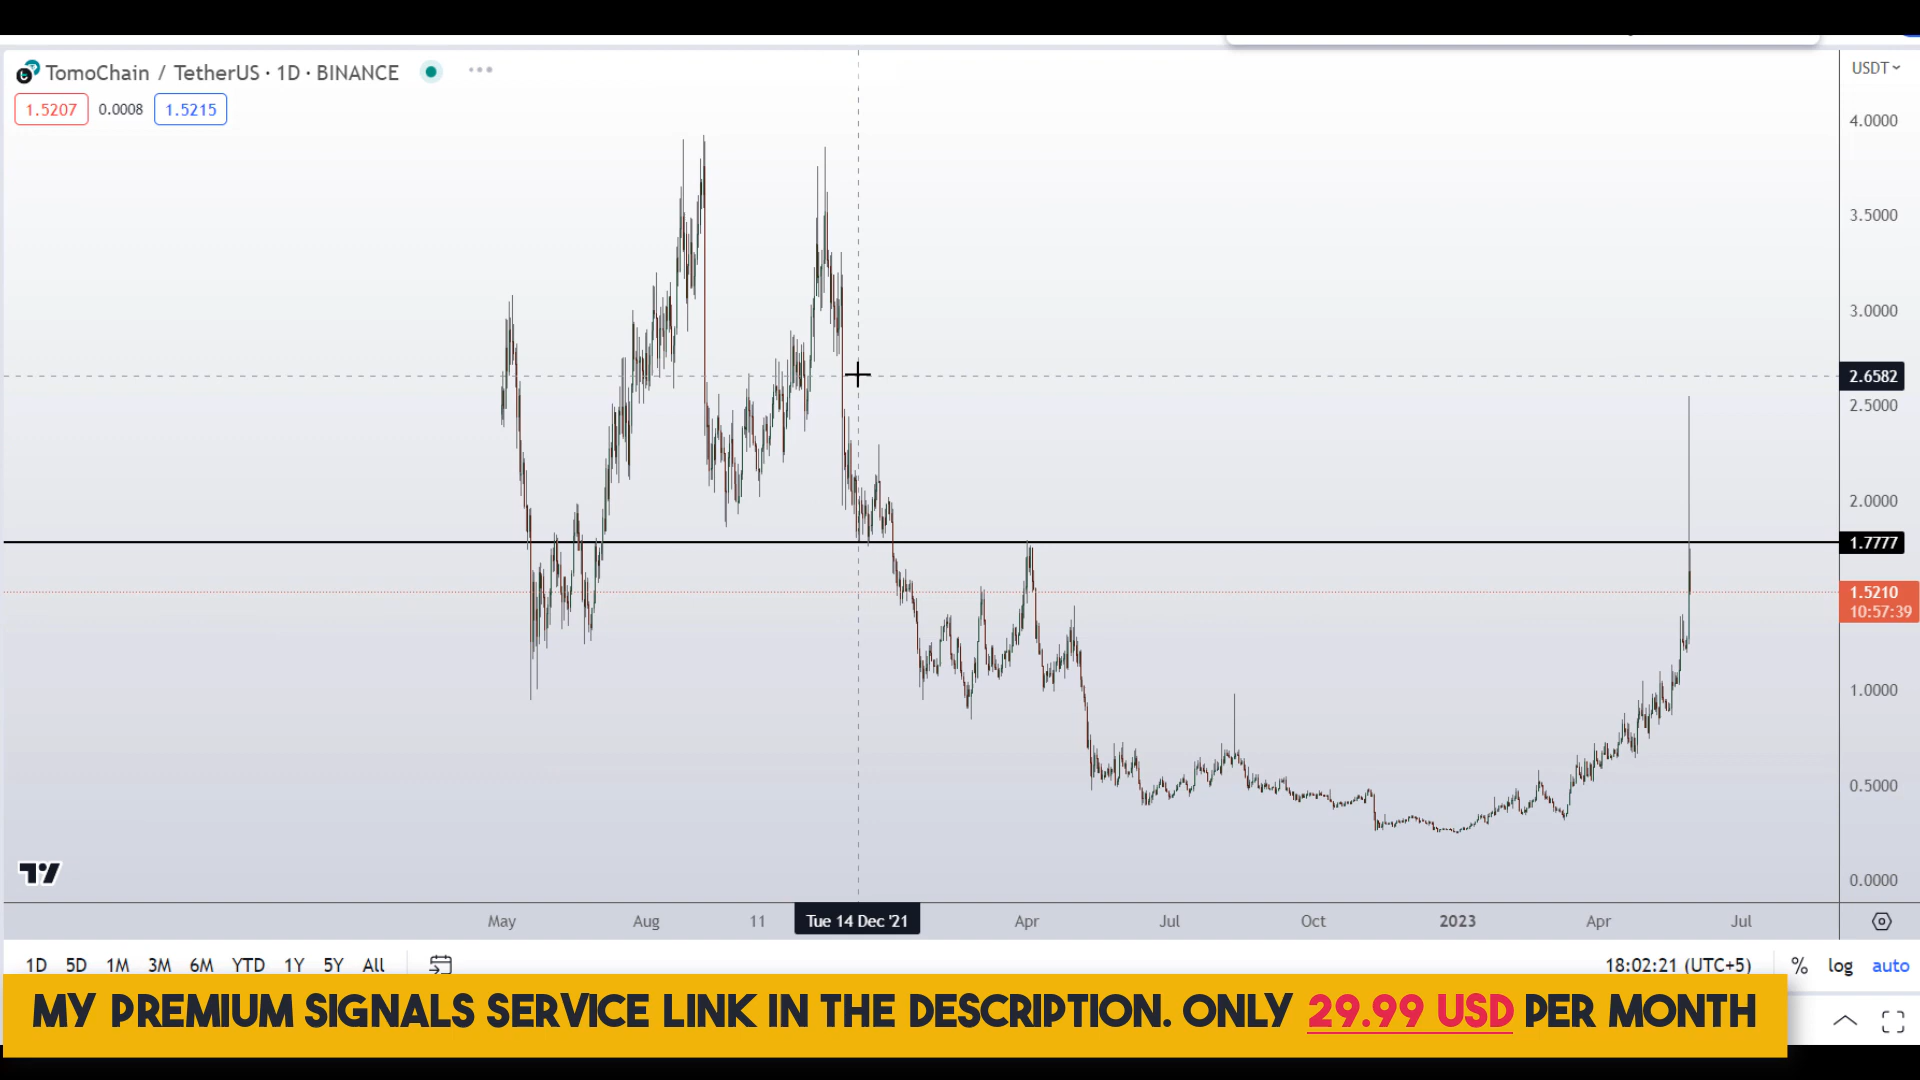 TomoChain / TetherUS · 1D · BINANCE
USDT
1.5207 0.0008 1.5215
4.0000
3.5000
3.0000
2.6582
2.5000
2.0000
1.7777
1.5210
10:57:39
1.0000
0.5000
0.0000
May Aug 11 Tue 14 Dec '21 Apr Jul Oct 2023 Apr Jul
1D 5D 1M 3M 6M YTD 1Y 5Y All 18:02:21 (UTC+5) % log auto
MY PREMIUM SIGNALS SERVICE LINK IN THE DESCRIPTION. ONLY 29.99 USD PER MONTH